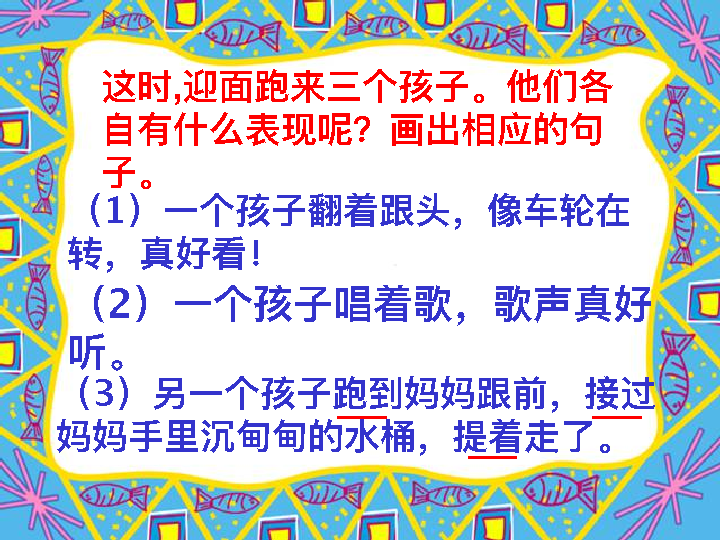 这时,迎面跑来三个孩子。他们各
自有什么表现呢？画出相应的句
子。
（1）一个孩子翻着跟头，像车轮在
转，真好看！
（2）一个孩子唱着歌，歌声真好
听。
（3）另一个孩子跑到妈妈跟前，接过
妈妈手里沉甸甸的水桶，提着走了。